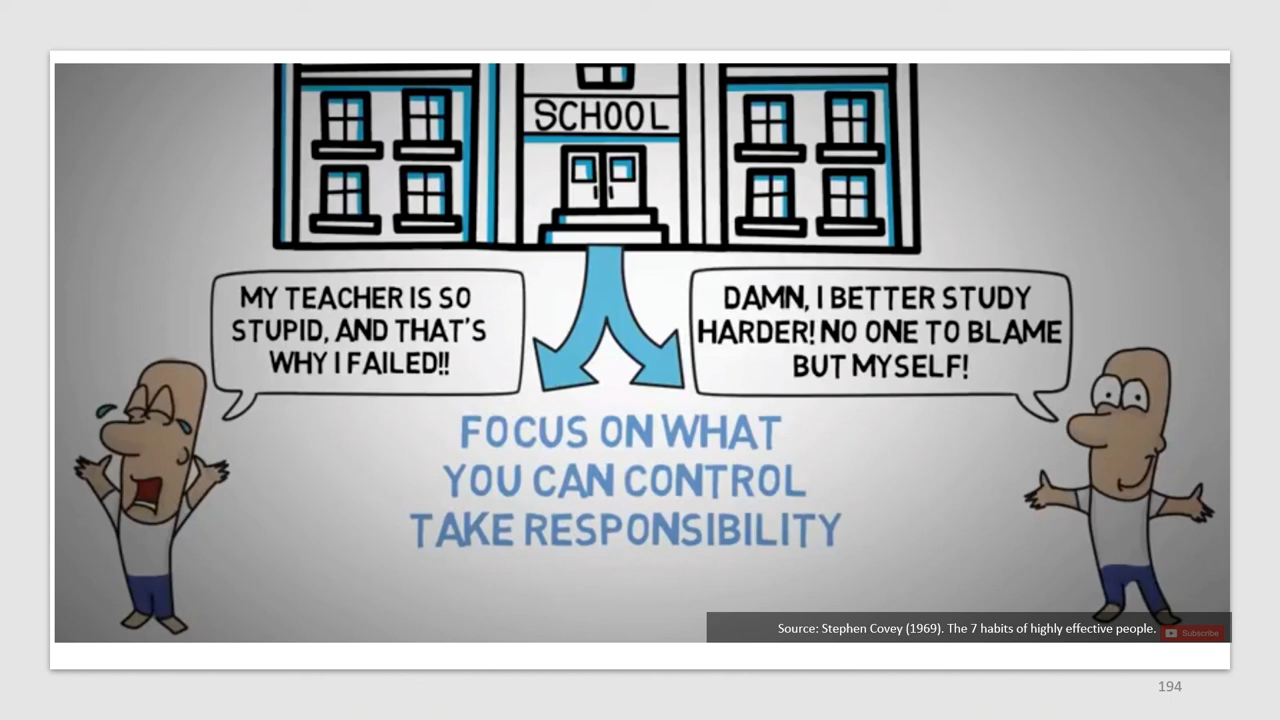 SCHOOL
MY TEACHER IS SO
STUPID, AND THAT'S
WHY I FAILED!!
DAMN, I BETTER STUDY
HARDER! NO ONE TO BLAME
BUT MYSELF!
FOCUS ON WHAT
YOU CAN CONTROL
TAKE RESPONSIBILITY
Source: Stephen Covey (1969). The 7 habits of highly effective people.
Subscribe
194